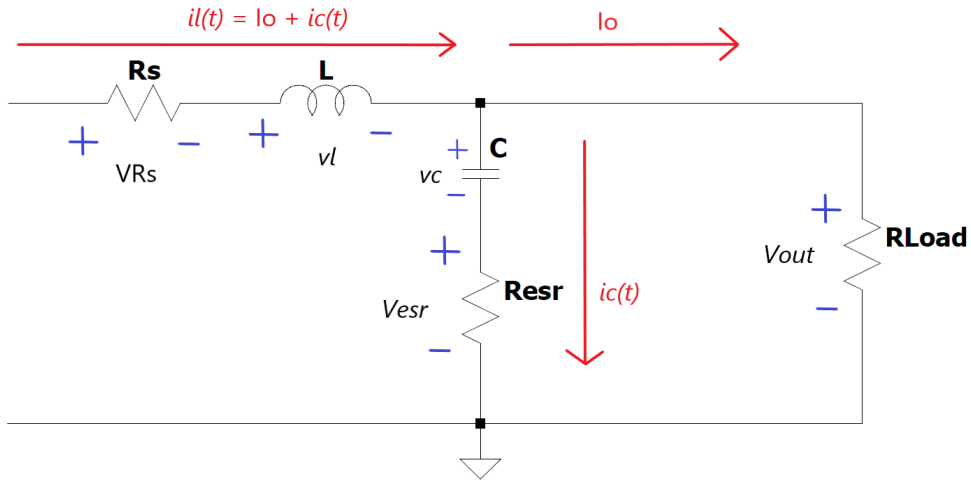 il(t) = Io + ic(t)
Io
Rs
L
+ − + −
VRs
vl
+
C
vc
−
+
Vesr
Resr
−
ic(t)
+
Vout
RLoad
−